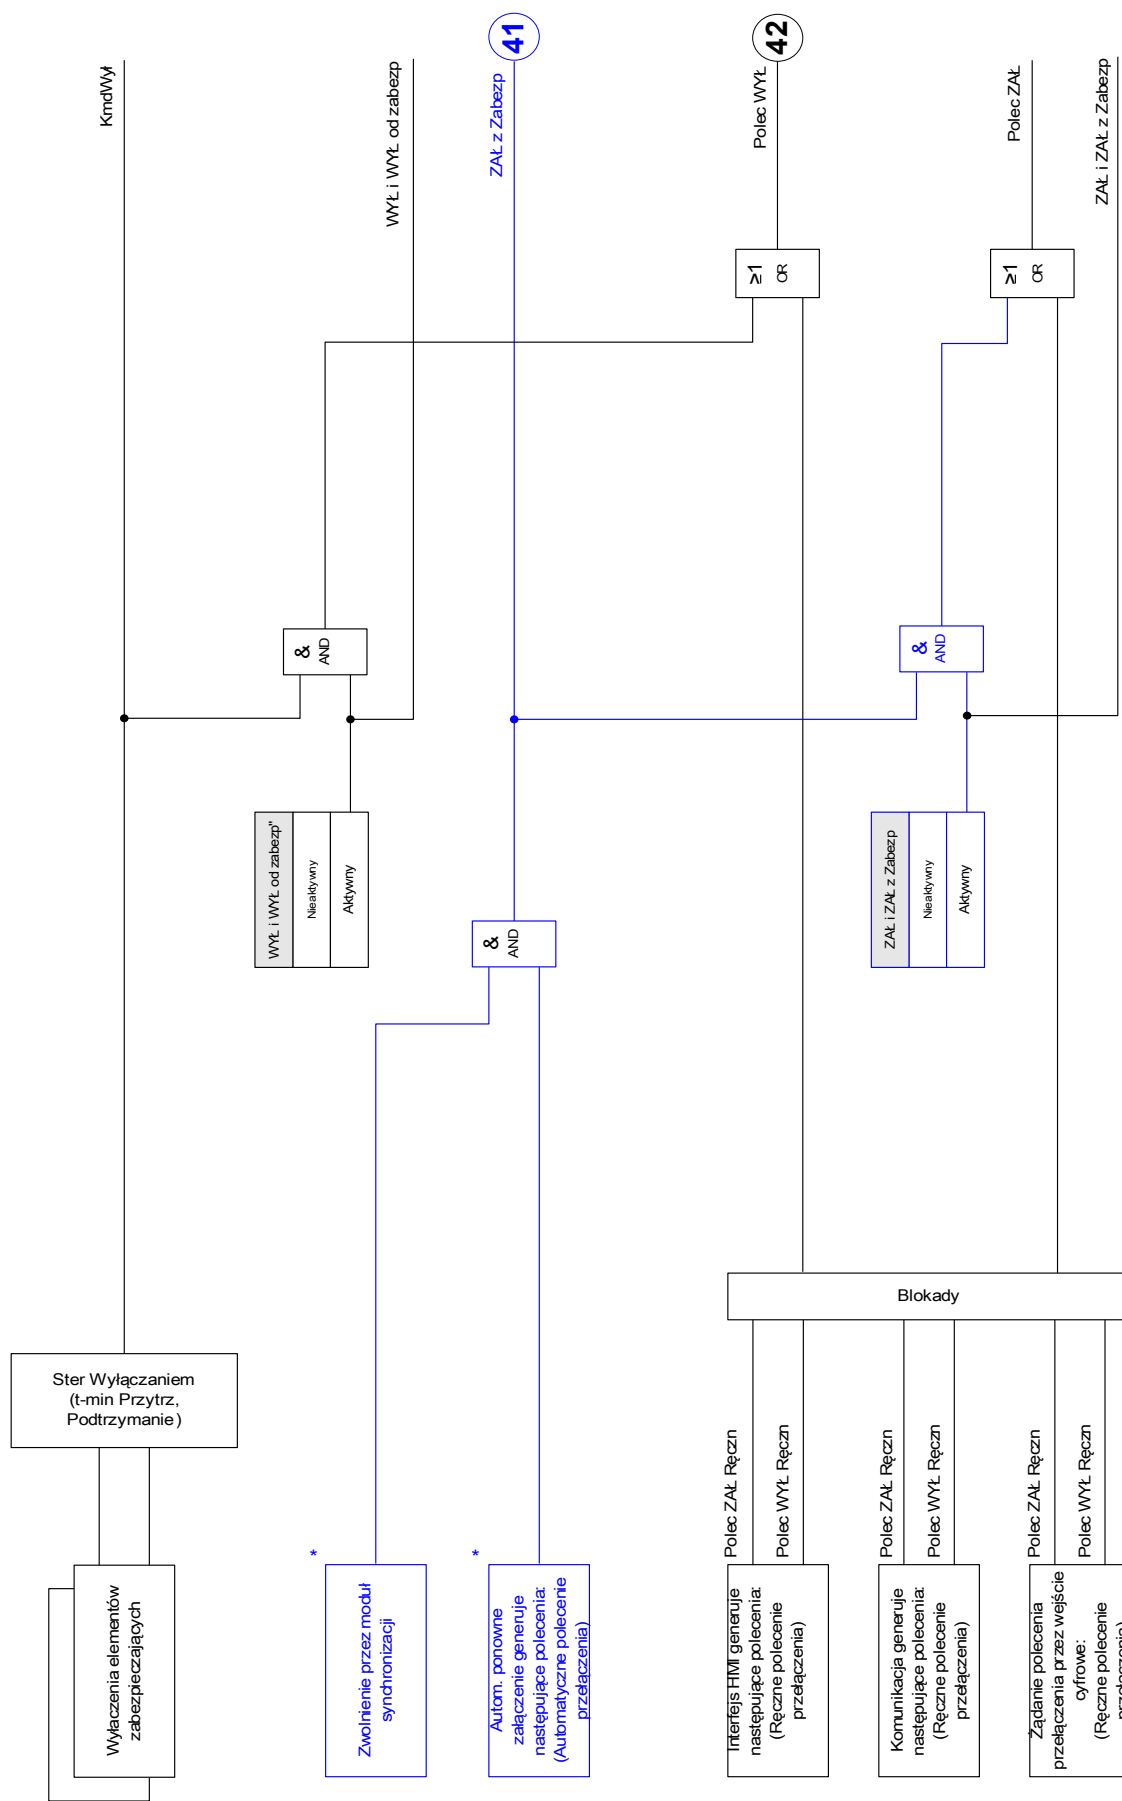 KmdWył
WYŁ i WYŁ od zabezp
41
ZAŁ z Zabezp
42
Polec WYŁ
Polec ZAŁ
ZAŁ i ZAŁ z Zabezp
≥1
OR
≥1
OR
&
AND
&
AND
WYŁ i WYŁ od zabezp"
Nieaktywny
Aktywny
ZAŁ i ZAŁ z Zabezp
Nieaktywny
Aktywny
&
AND
Blokady
Ster Wyłączaniem
(t-min Przytrz,
Podtrzymanie)
Polec ZAŁ Ręczn
Polec WYŁ Ręczn
Polec ZAŁ Ręczn
Polec WYŁ Ręczn
Polec ZAŁ Ręczn
Polec WYŁ Ręczn
*
*
Wyłaczenia elementów
zabezpieczających
Zwolnienie przez moduł
synchronizacji
Autom. ponowne
załączenie generuje
następujące polecenia:
(Automatyczne polecenie
przełączenia)
Interfejs HMI generuje
następujące polecenia:
(Ręczne polecenie
przełączenia)
Komunikacja generuje
następujące polecenia:
(Ręczne polecenie
przełączenia)
Żądanie polecenia
przełączenia przez wejście
cyfrowe:
(Ręczne polecenie
przełączenia)